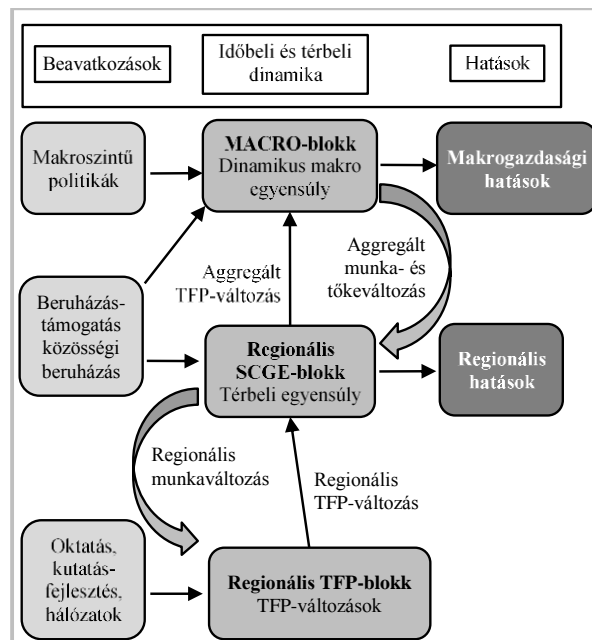 Beavatkozások
Időbeli és térbeli
dinamika
Hatások
Makroszintű
politikák
MACRO-blokk
Dinamikus makro
egyensúly
Makrogazdasági
hatások
Aggregált
TFP-változás
Aggregált
munka- és
tőkeváltozás
Beruházás-
támogatás
közösségi
beruházás
Regionális
SCGE-blokk
Térbeli egyensúly
Regionális
hatások
Regionális
munkaváltozás
Regionális
TFP-változás
Oktatás,
kutatás-
fejlesztés,
hálózatok
Regionális TFP-blokk
TFP-változások